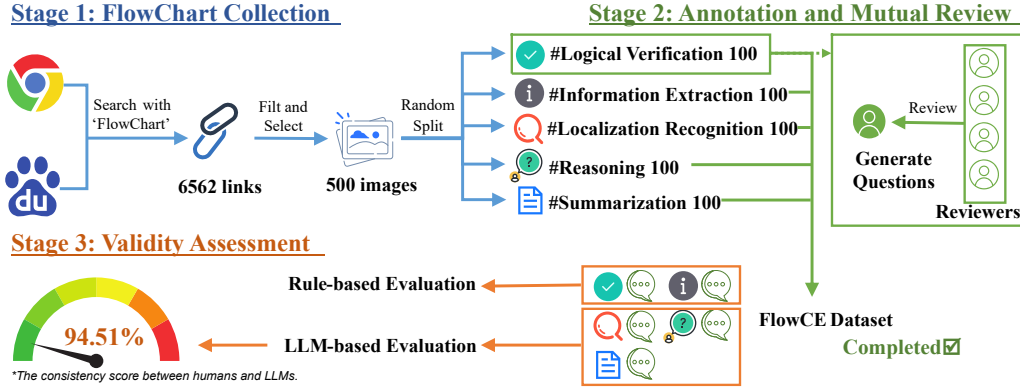 Stage 1: FlowChart Collection
Stage 2: Annotation and Mutual Review
Search with
'FlowChart'
6562 links
Filt and
Select
500 images
Random
Split
#Logical Verification 100
#Information Extraction 100
#Localization Recognition 100
#Reasoning 100
#Summarization 100
Review
Generate
Questions
Reviewers
du
i
?
Stage 3: Validity Assessment
94.51%
*The consistency score between humans and LLMs.
Rule-based Evaluation
LLM-based Evaluation
i
?
FlowCE Dataset
Completed